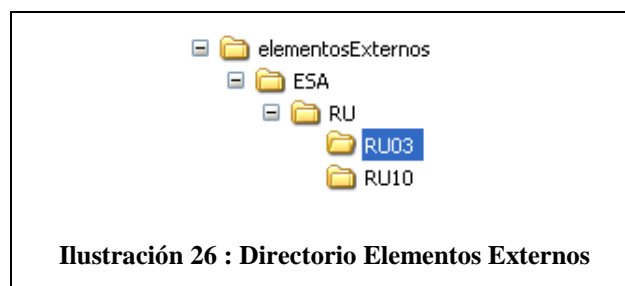 elementosExternos
ESA
RU
RU03
RU10
Ilustración 26 : Directorio Elementos Externos